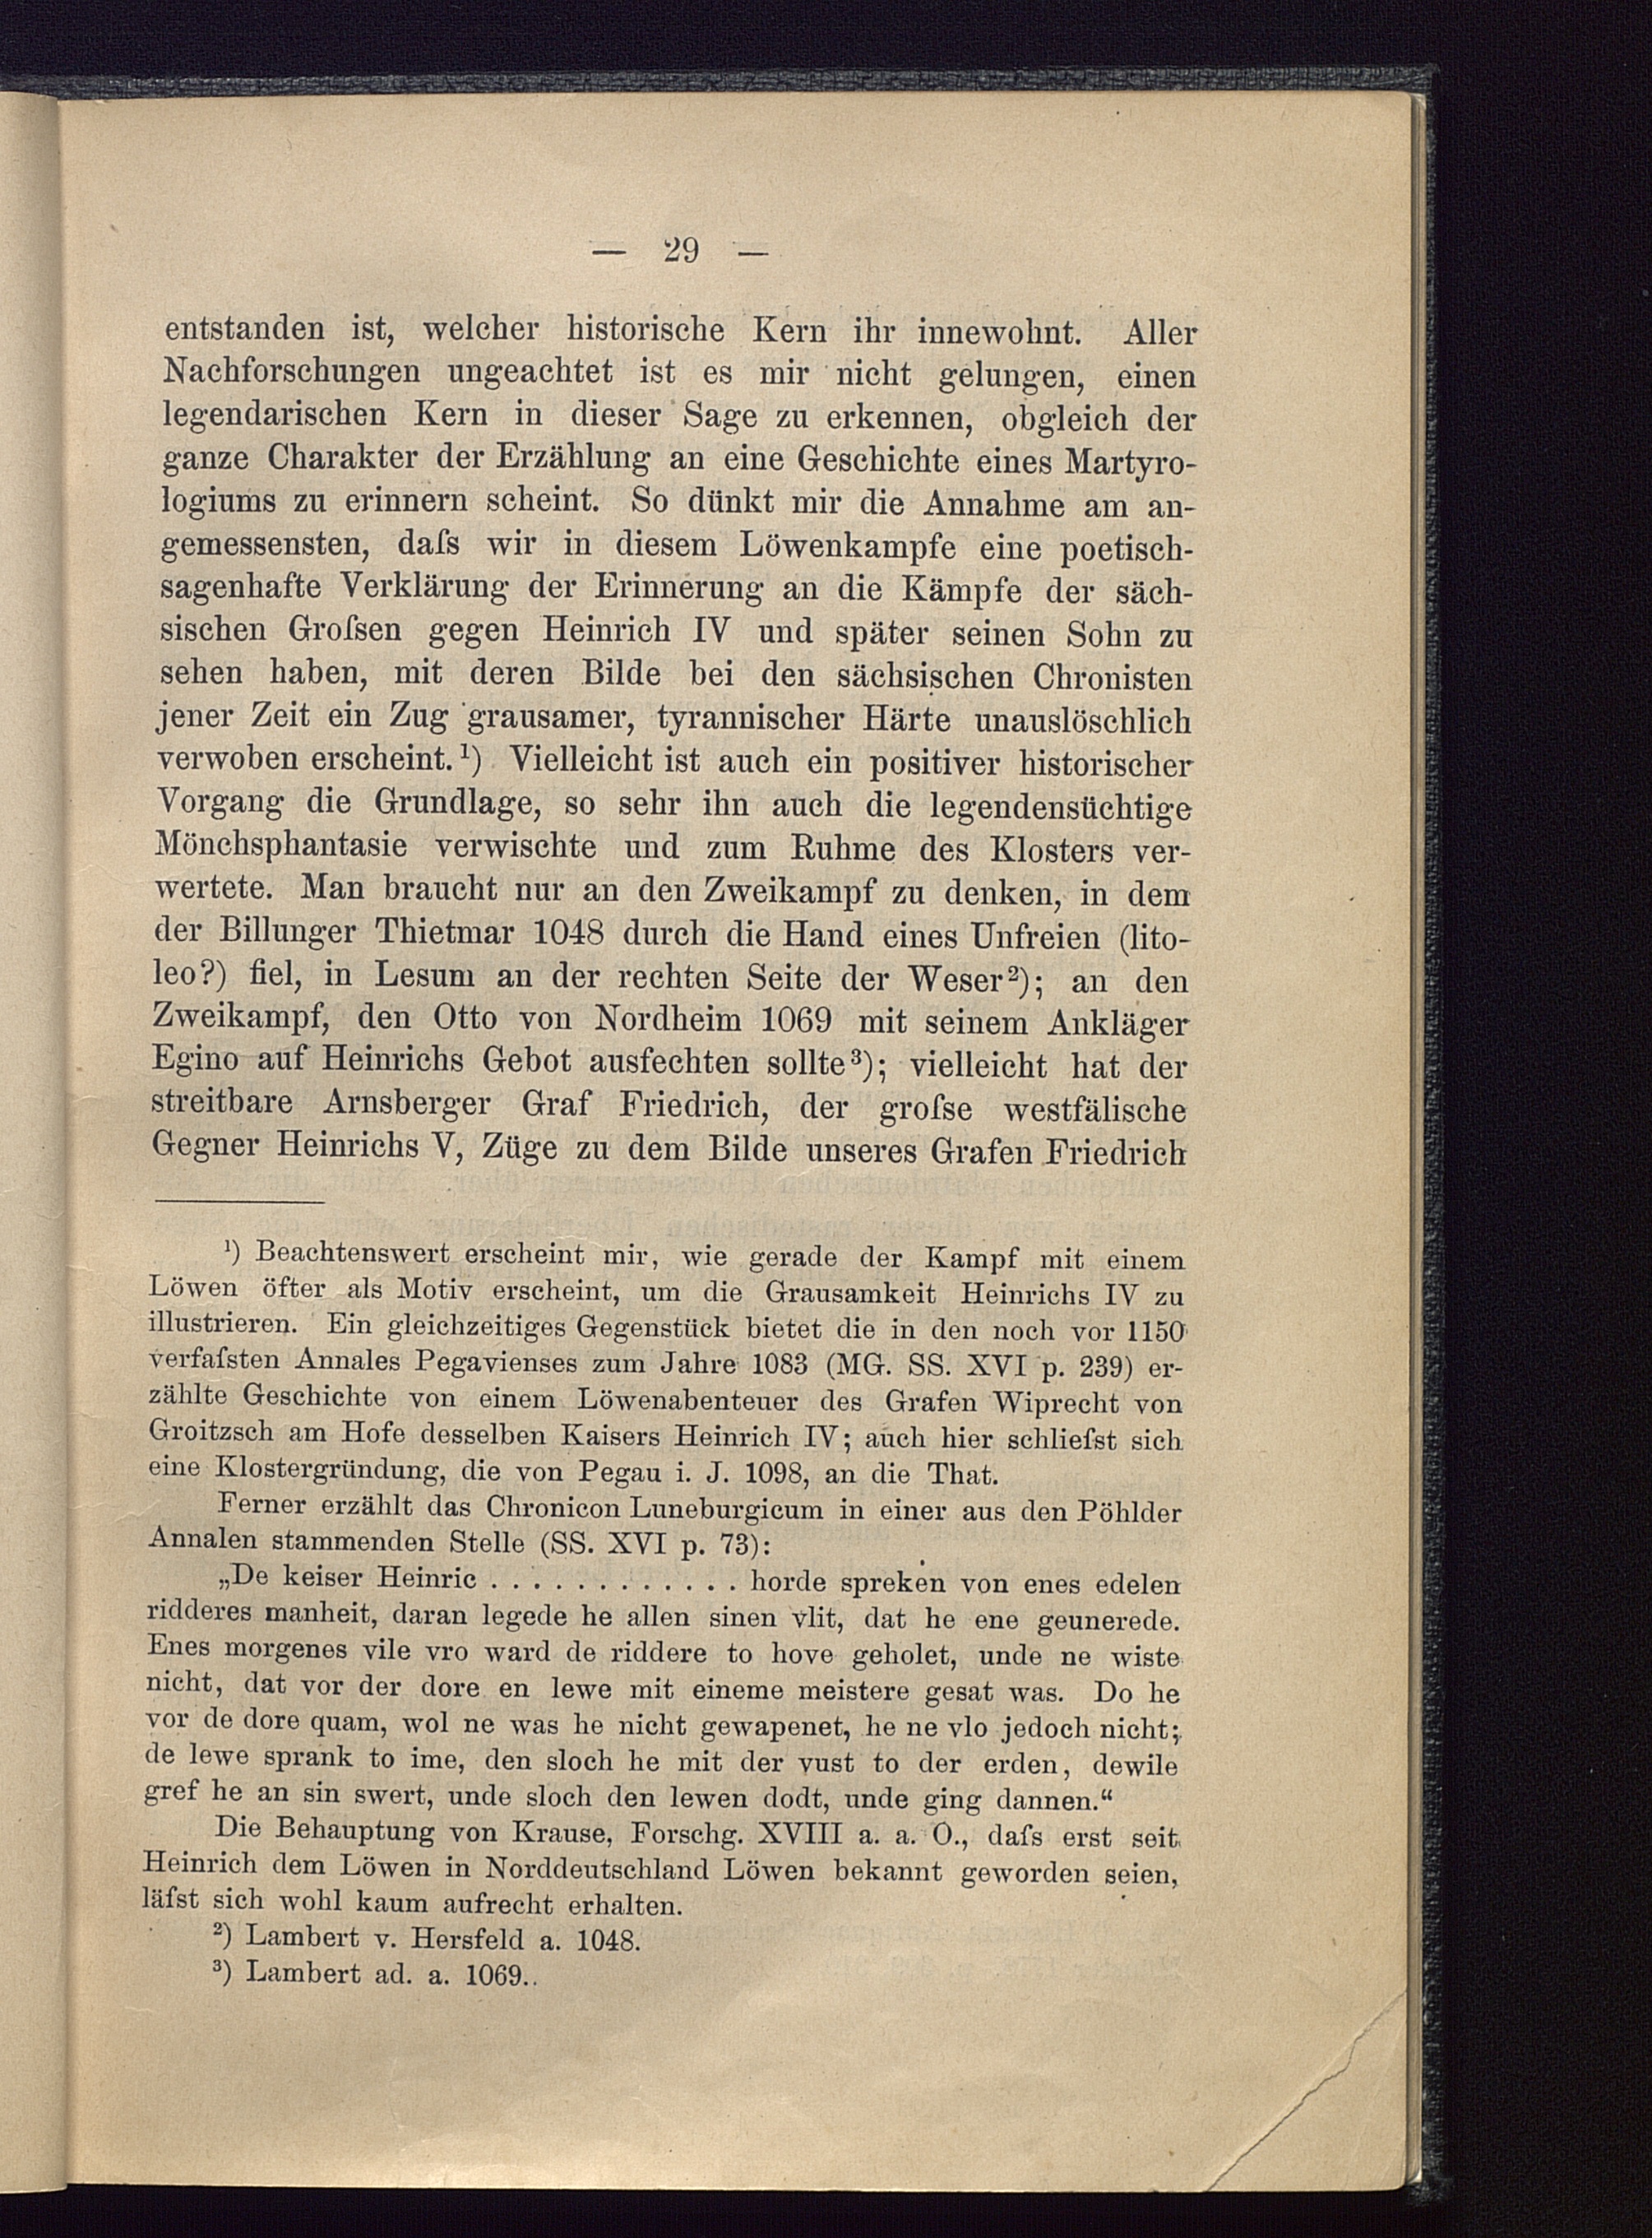 — 29 —
entstanden ist, welcher historische Kern ihr innewohnt. Aller
Nachforschungen ungeachtet ist es mir nicht gelungen, einen
legendarischen Kern in dieser Sage zu erkennen, obgleich der
ganze Charakter der Erzählung an eine Geschichte eines Martyro-
logiums zu erinnern scheint. So dünkt mir die Annahme am an-
gemessensten, daſs wir in diesem Löwenkampfe eine poetisch-
sagenhafte Verklärung der Erinnerung an die Kämpfe der säch-
sischen Groſsen gegen Heinrich IV und später seinen Sohn zu
sehen haben, mit deren Bilde bei den sächsischen Chronisten
jener Zeit ein Zug grausamer, tyrannischer Härte unauslöschlich
verwoben erscheint.¹) Vielleicht ist auch ein positiver historischer
Vorgang die Grundlage, so sehr ihn auch die legendensüchtige
Mönchsphantasie verwischte und zum Ruhme des Klosters ver-
wertete. Man braucht nur an den Zweikampf zu denken, in dem
der Billunger Thietmar 1048 durch die Hand eines Unfreien (lito-
leo?) fiel, in Lesum an der rechten Seite der Weser²); an den
Zweikampf, den Otto von Nordheim 1069 mit seinem Ankläger
Egino auf Heinrichs Gebot ausfechten sollte³); vielleicht hat der
streitbare Arnsberger Graf Friedrich, der groſse westfälische
Gegner Heinrichs V, Züge zu dem Bilde unseres Grafen Friedrich
¹) Beachtenswert erscheint mir, wie gerade der Kampf mit einem
Löwen öfter als Motiv erscheint, um die Grausamkeit Heinrichs IV zu
illustrieren. Ein gleichzeitiges Gegenstück bietet die in den noch vor 1150
verfaſsten Annales Pegavienses zum Jahre 1083 (MG. SS. XVI p. 239) er-
zählte Geschichte von einem Löwenabenteuer des Grafen Wiprecht von
Groitzsch am Hofe desselben Kaisers Heinrich IV; auch hier schlieſst sich
eine Klostergründung, die von Pegau i. J. 1098, an die That.
Ferner erzählt das Chronicon Luneburgicum in einer aus den Pöhlder
Annalen stammenden Stelle (SS. XVI p. 73):
„De keiser Heinric . . . . . . . . . . . . horde spreken von enes edelen
ridderes manheit, daran legede he allen sinen vlit, dat he ene geunerede.
Enes morgenes vile vro ward de riddere to hove geholet, unde ne wiste
nicht, dat vor der dore en lewe mit eineme meistere gesat was. Do he
vor de dore quam, wol ne was he nicht gewapenet, he ne vlo jedoch nicht;
de lewe sprank to ime, den sloch he mit der vust to der erden, dewile
gref he an sin swert, unde sloch den lewen dodt, unde ging dannen.“
Die Behauptung von Krause, Forschg. XVIII a. a. O., daſs erst seit
Heinrich dem Löwen in Norddeutschland Löwen bekannt geworden seien,
läſst sich wohl kaum aufrecht erhalten.
²) Lambert v. Hersfeld a. 1048.
³) Lambert ad. a. 1069..